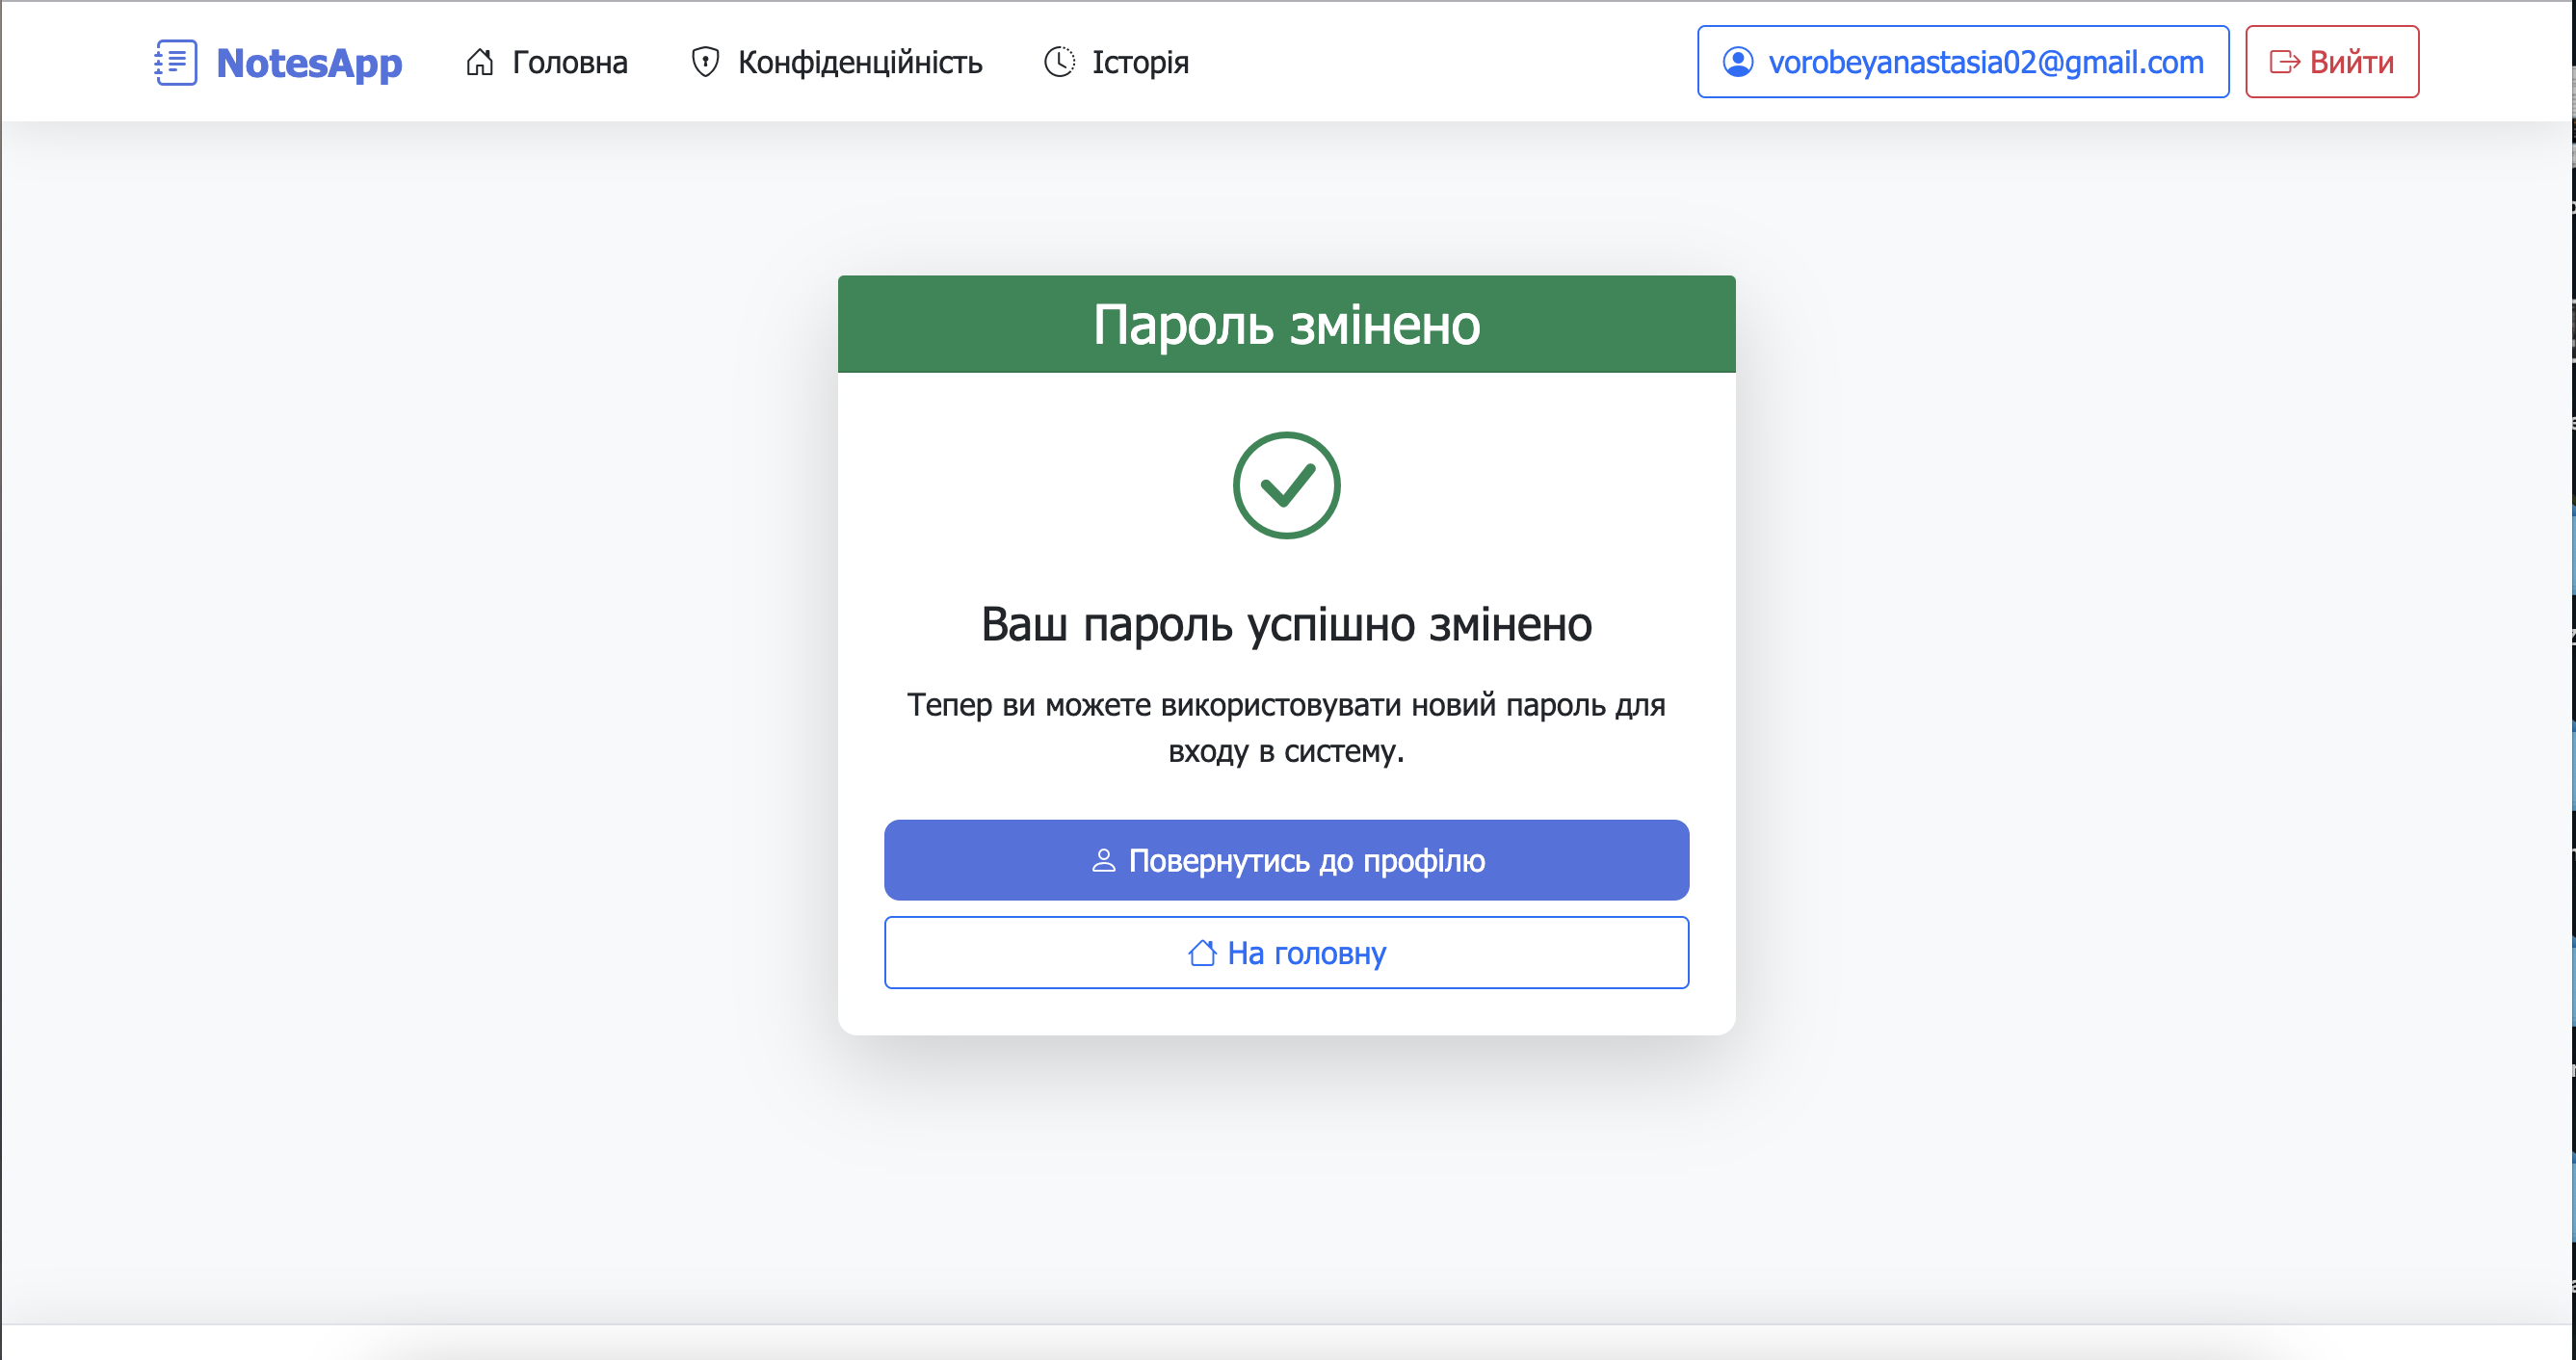 NotesApp
Головна
Конфіденційність
Історія
vorobeyanastasia02@gmail.com
Вийти
Пароль змінено
Ваш пароль успішно змінено
Тепер ви можете використовувати новий пароль для
входу в систему.
Повернутись до профілю
На головну